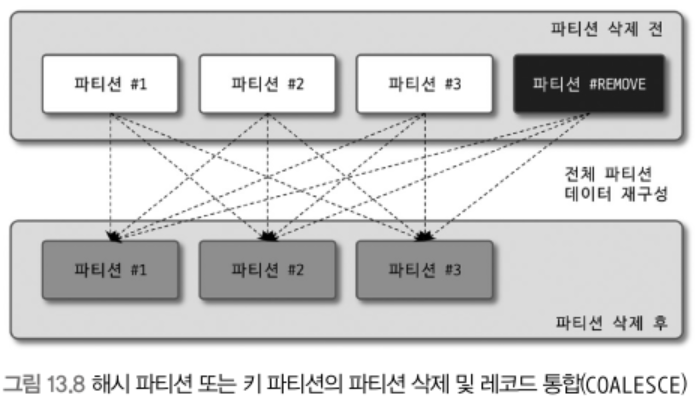 파티션 삭제 전
파티션 #1
파티션 #2
파티션 #3
파티션 #REMOVE
전체 파티션
데이터 재구성
파티션 #1
파티션 #2
파티션 #3
파티션 삭제 후
그림 13.8 해시 파티션 또는 키 파티션의 파티션 삭제 및 레코드 통합(COALESCE)